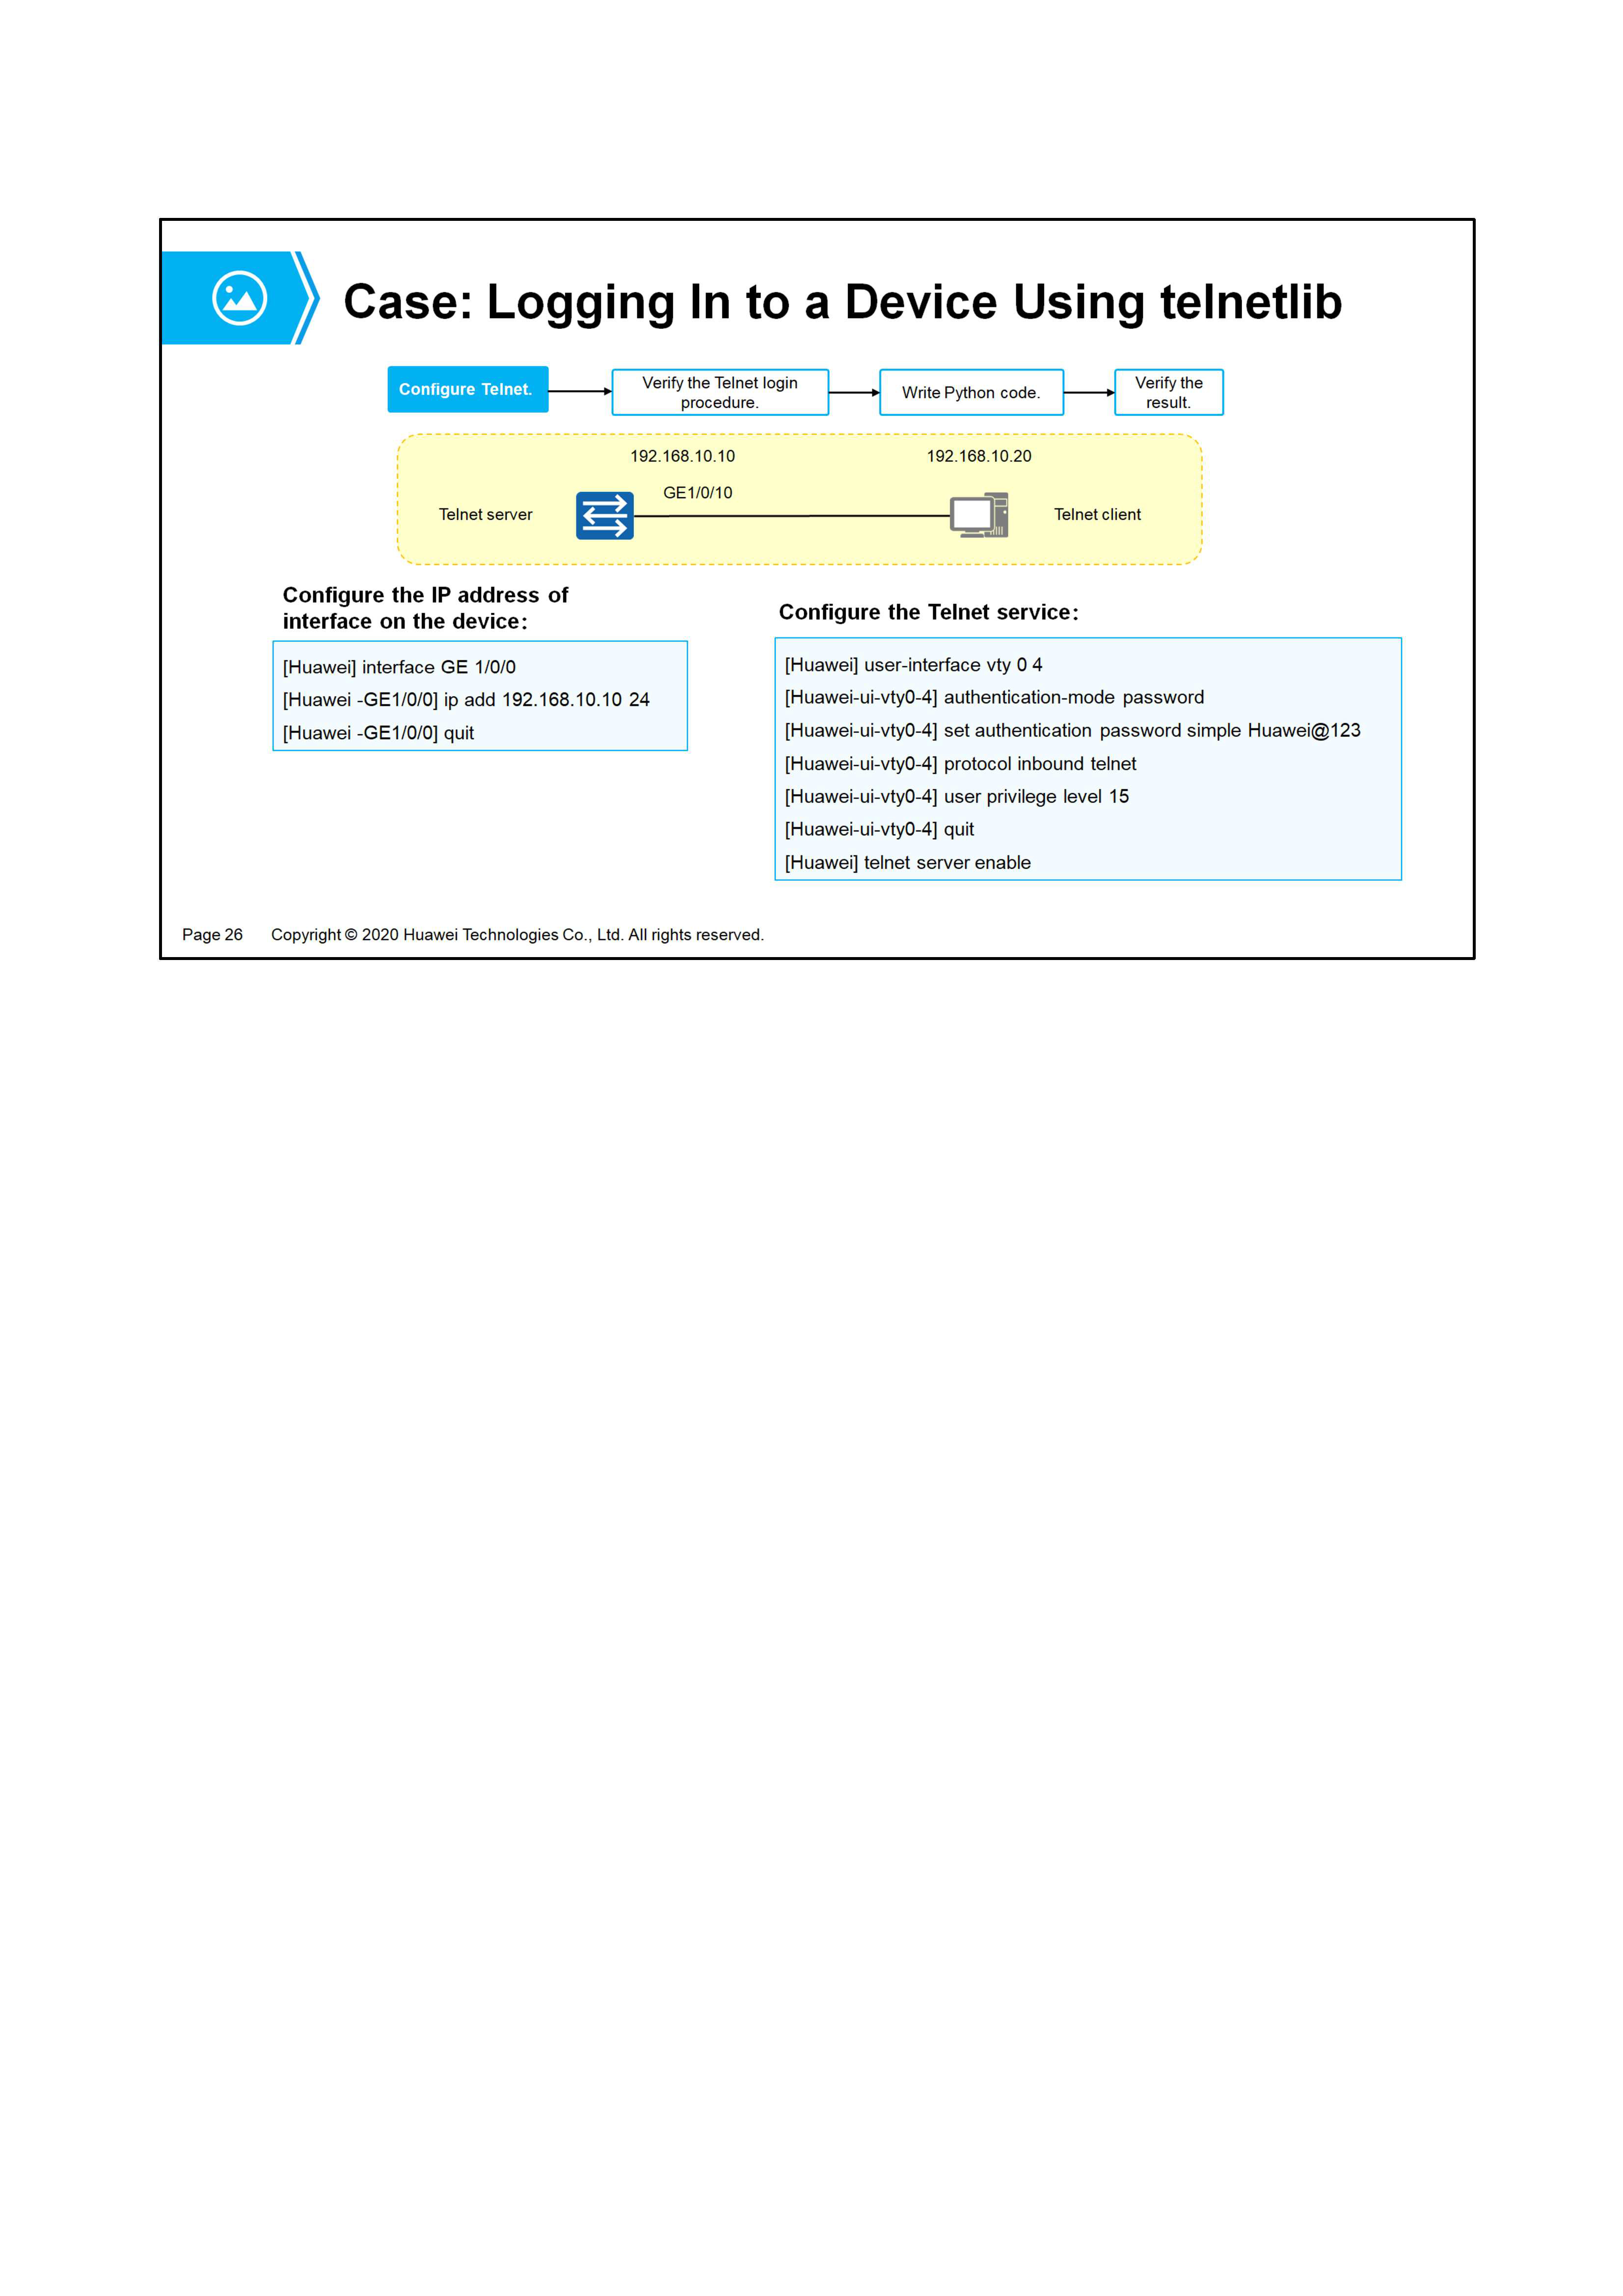 Case: Logging In to a Device Using telnetlib
Configure Telnet.
Verify the Telnet login
procedure.
Write Python code.
Verify the
result.
192.168.10.10
192.168.10.20
GE1/0/10
Telnet server
Telnet client
Configure the IP address of
interface on the device:
[Huawei] interface GE 1/0/0
[Huawei -GE1/0/0] ip add 192.168.10.10 24
[Huawei -GE1/0/0] quit
Configure the Telnet service:
[Huawei] user-interface vty 0 4
[Huawei-ui-vty0-4] authentication-mode password
[Huawei-ui-vty0-4] set authentication password simple Huawei@123
[Huawei-ui-vty0-4] protocol inbound telnet
[Huawei-ui-vty0-4] user privilege level 15
[Huawei-ui-vty0-4] quit
[Huawei] telnet server enable
Page 26 Copyright © 2020 Huawei Technologies Co., Ltd. All rights reserved.